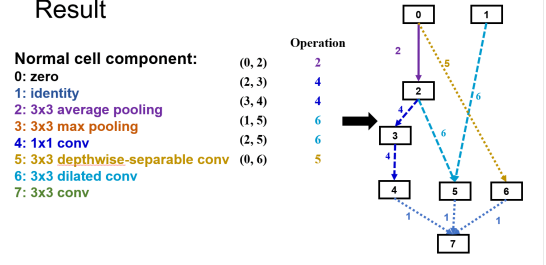 Result
Normal cell component:
0: zero
1: identity
2: 3x3 average pooling
3: 3x3 max pooling
4: 1x1 conv
5: 3x3 depthwise-separable conv
6: 3x3 dilated conv
7: 3x3 conv
Operation
(0, 2) 2
(2, 3) 4
(3, 4) 4
(1, 5) 6
(2, 5) 6
(0, 6) 5
0 1
2 5
6
2
4 6
3
4
4 5 6
1 1 1
7